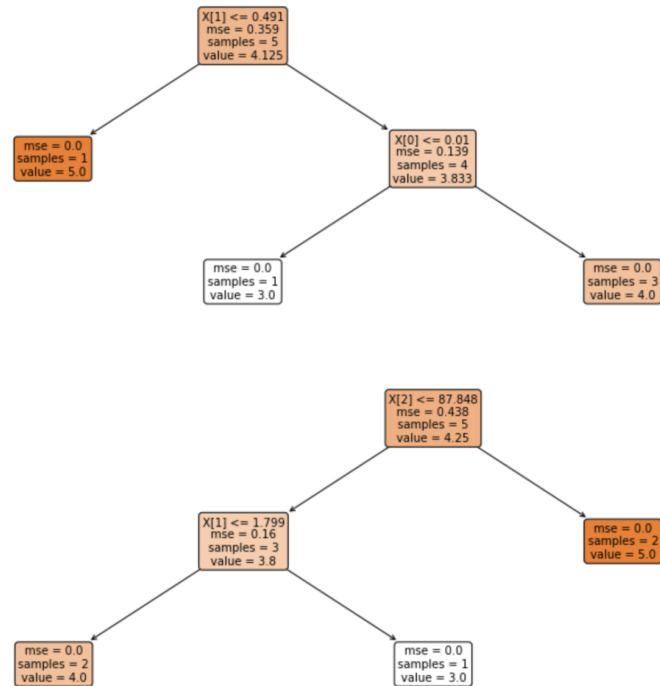 X[1] <= 0.491
mse = 0.359
samples = 5
value = 4.125
mse = 0.0
samples = 1
value = 5.0
X[0] <= 0.01
mse = 0.139
samples = 4
value = 3.833
mse = 0.0
samples = 1
value = 3.0
mse = 0.0
samples = 3
value = 4.0
X[2] <= 87.848
mse = 0.438
samples = 5
value = 4.25
X[1] <= 1.799
mse = 0.16
samples = 3
value = 3.8
mse = 0.0
samples = 2
value = 5.0
mse = 0.0
samples = 2
value = 4.0
mse = 0.0
samples = 1
value = 3.0